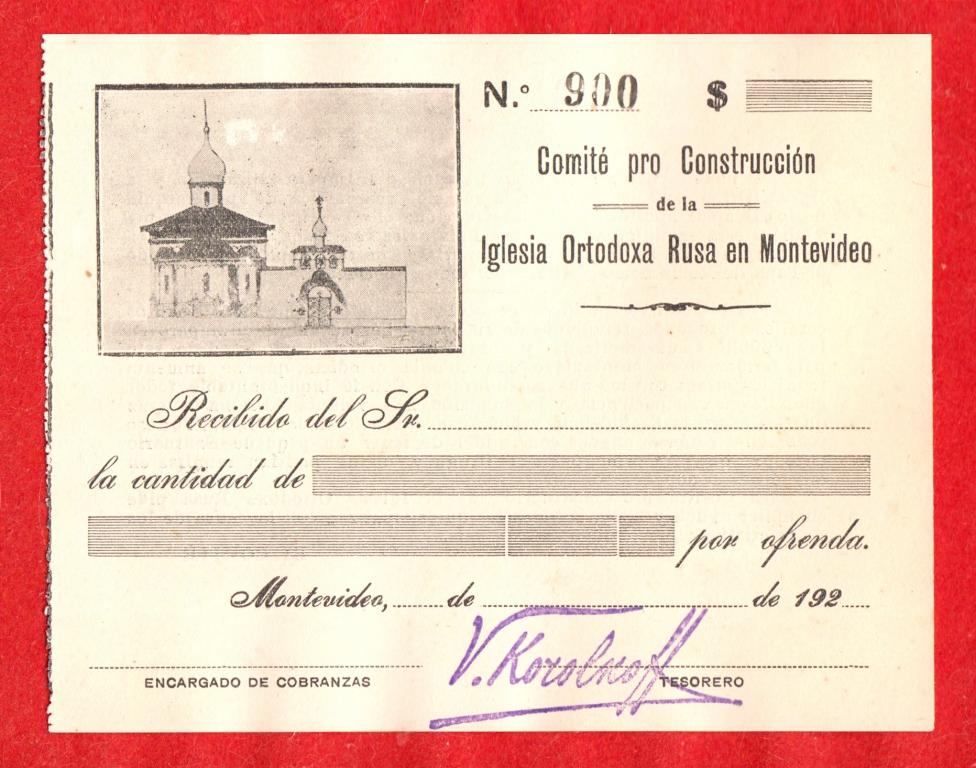 N.º 900 $
Comité pro Construcción
de la
Iglesia Ortodoxa Rusa en Montevideo
Recibido del Sr.
la cantidad de
por ofrenda.
Montevideo, de de 192
V. Korolkoff
ENCARGADO DE COBRANZAS TESORERO